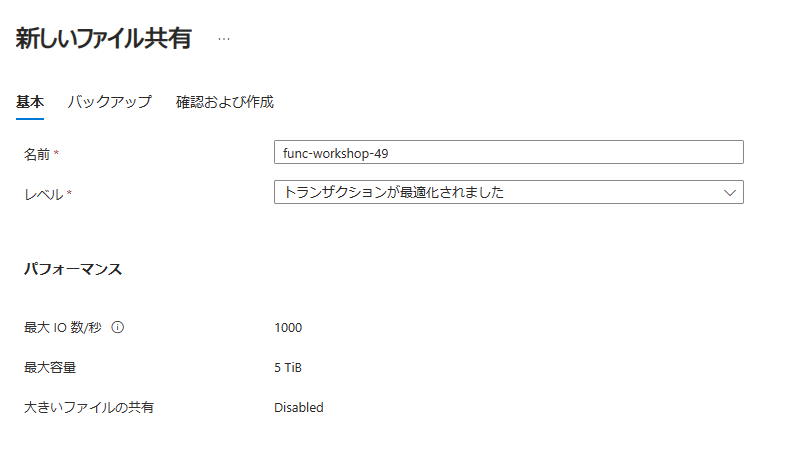 新しいファイル共有 ...
基本 バックアップ 確認および作成
名前 * func-workshop-49
レベル * トランザクションが最適化されました
パフォーマンス
最大 IO 数/秒 1000
最大容量 5 TiB
大きいファイルの共有 Disabled